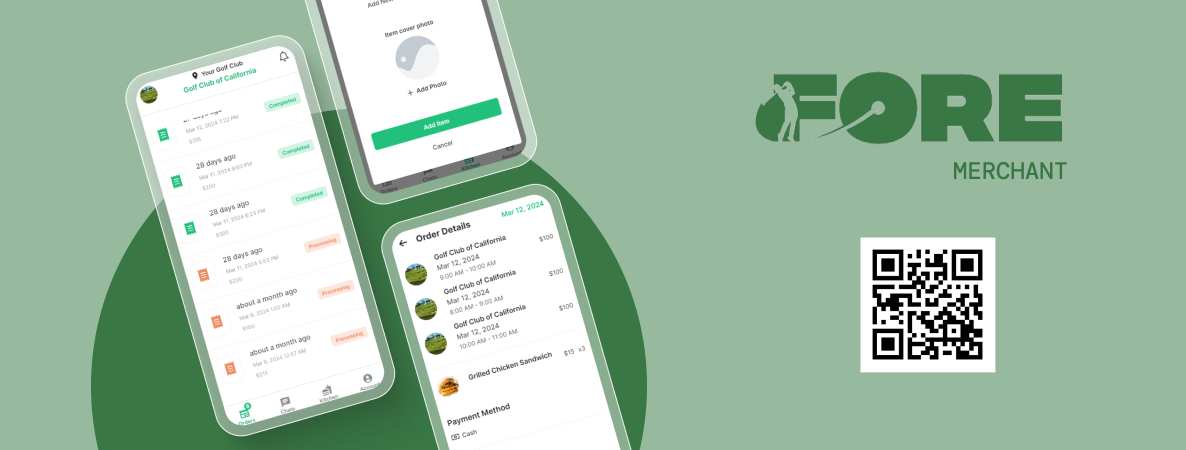 Your Golf Club
Golf Club of California
Mar 12, 2024 7:22 PM
$315
Completed
28 days ago
Mar 11, 2024 9:03 PM
$200
Completed
28 days ago
Mar 11, 2024 6:23 PM
$300
Completed
28 days ago
Mar 11, 2024 5:03 PM
$200
Processing
about a month ago
Mar 9, 2024 1:02 AM
$100
Processing
about a month ago
Mar 9, 2024 12:57 AM
$215
Processing
Orders
Chats
Kitchen
Account
Add New
Item cover photo
+ Add Photo
Add Item
Cancel
Orders
Chats
Kitchen
Account
Order Details
Mar 12, 2024
Golf Club of California
Mar 12, 2024
9:00 AM - 10:00 AM
$100
Golf Club of California
Mar 12, 2024
8:00 AM - 9:00 AM
$100
Golf Club of California
Mar 12, 2024
10:00 AM - 11:00 AM
$100
Grilled Chicken Sandwich
$15 x3
Payment Method
Cash
FORE
MERCHANT